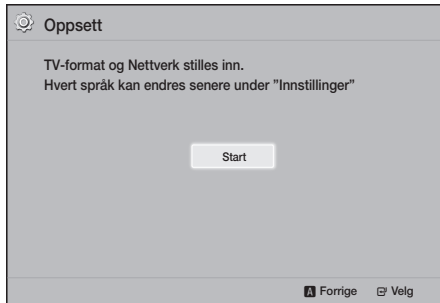 Oppsett
TV-format og Nettverk stilles inn.
Hvert språk kan endres senere under ”Innstillinger”
Start
A Forrige Velg